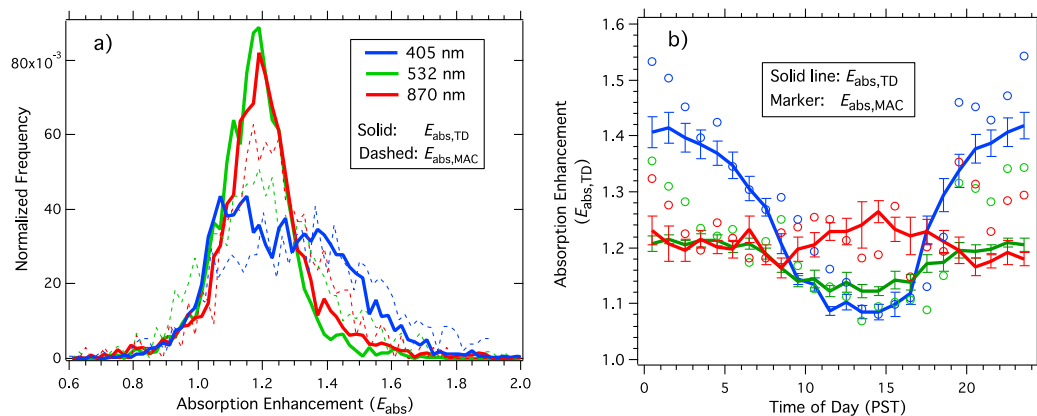 a)
405 nm
532 nm
870 nm
Solid: Eabs,TD
Dashed: Eabs,MAC
80x10-3
60
40
20
0
Normalized Frequency
0.6 0.8 1.0 1.2 1.4 1.6 1.8 2.0
Absorption Enhancement (Eabs)
b)
Solid line: Eabs,TD
Marker: Eabs,MAC
1.6
1.5
1.4
1.3
1.2
1.1
1.0
Absorption Enhancement
(Eabs,TD)
0 5 10 15 20
Time of Day (PST)